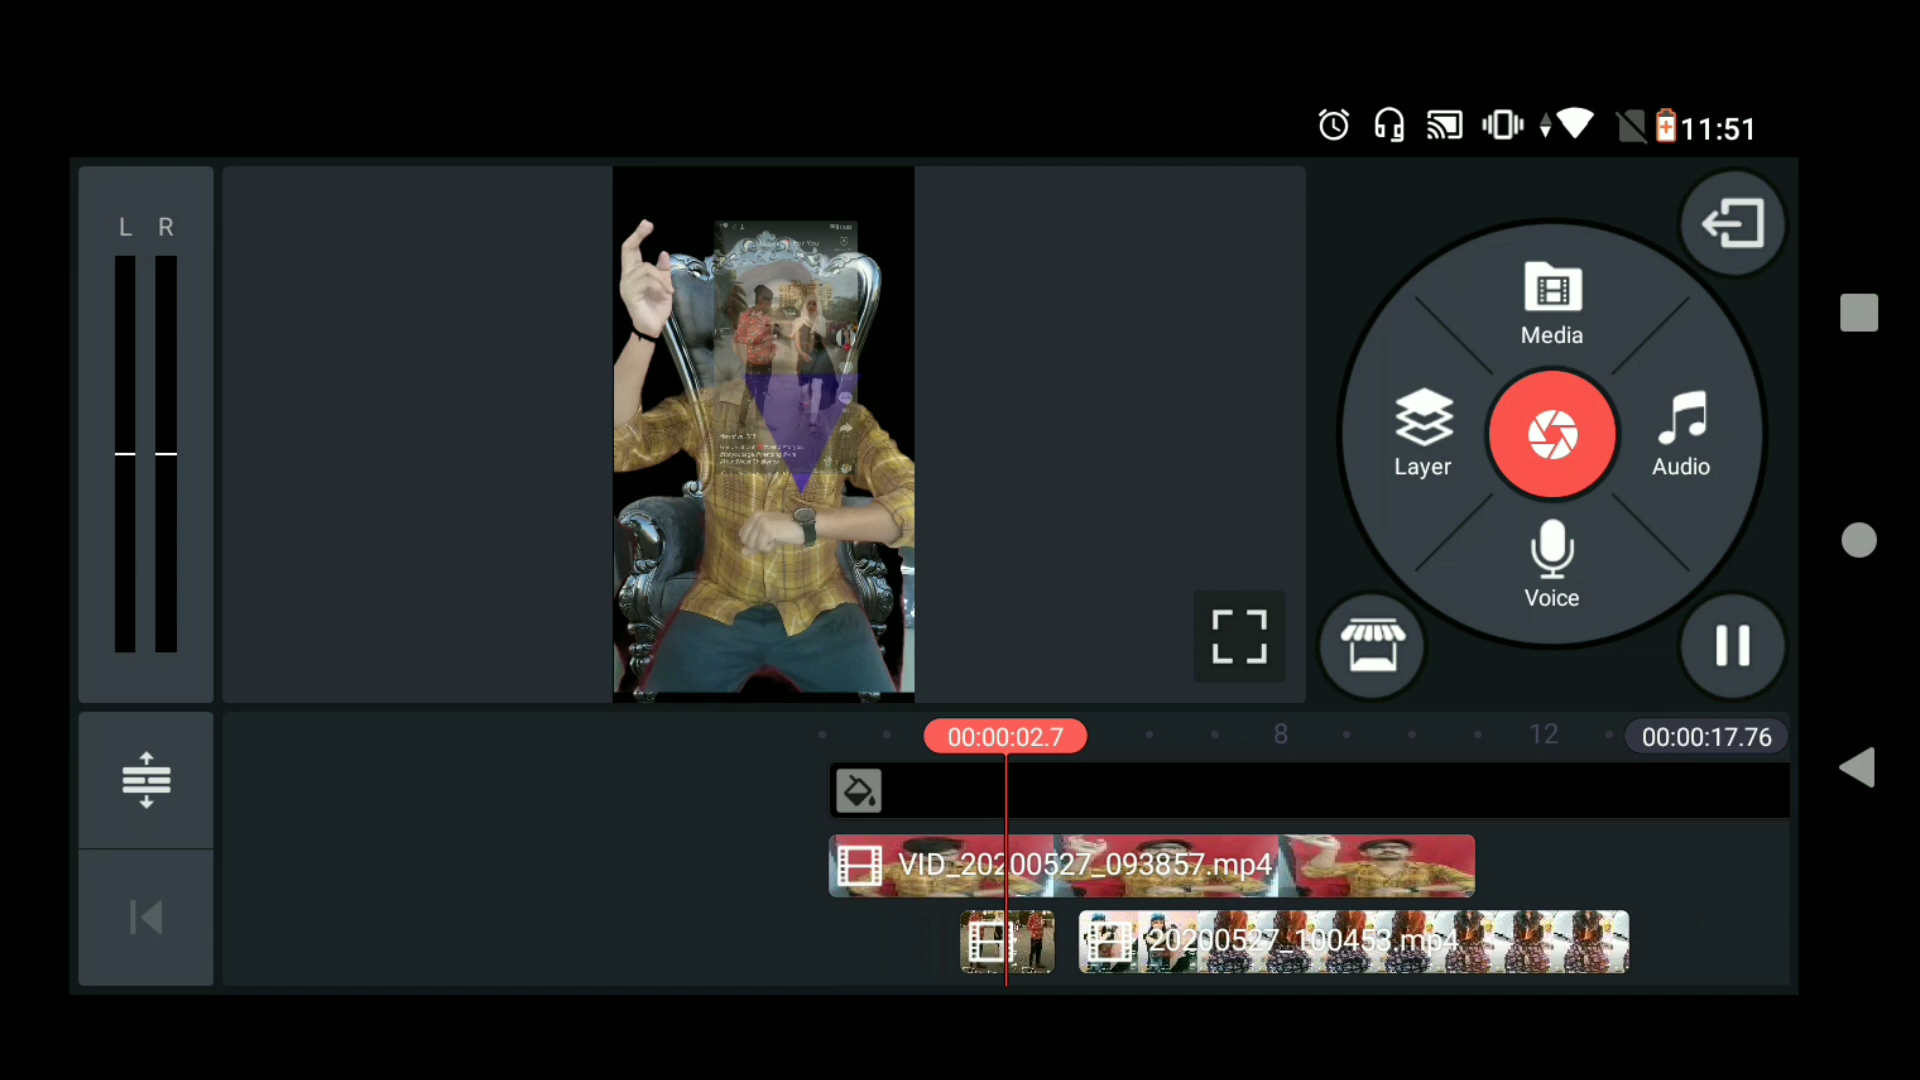 11:51
L R
Media
Layer
Audio
Voice
00:00:02.7
8
12
00:00:17.76
VID_20200527_093857.mp4
20200527_100453.mp4